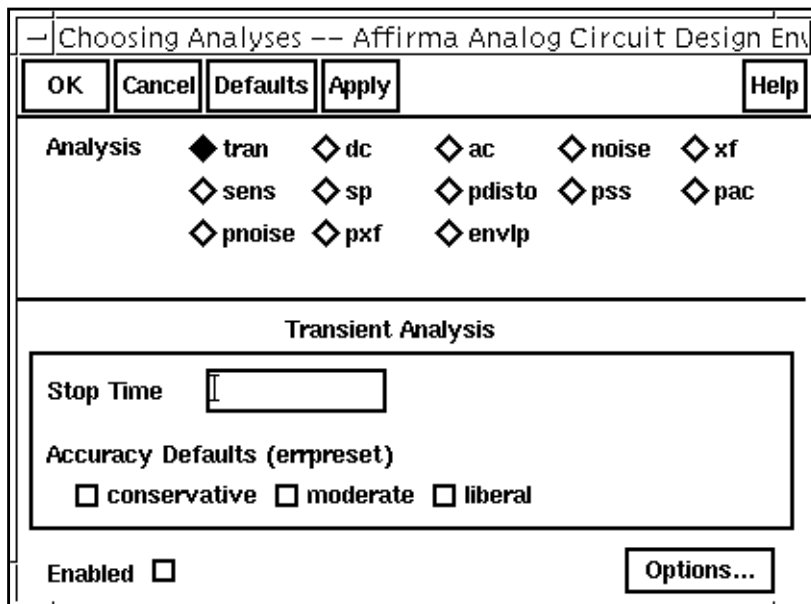 Choosing Analyses -- Affirma Analog Circuit Design Env
OK Cancel Defaults Apply Help
Analysis tran dc ac noise xf
sens sp pdisto pss pac
pnoise pxf envlp
Transient Analysis
Stop Time
Accuracy Defaults (errpreset)
conservative moderate liberal
Enabled Options...